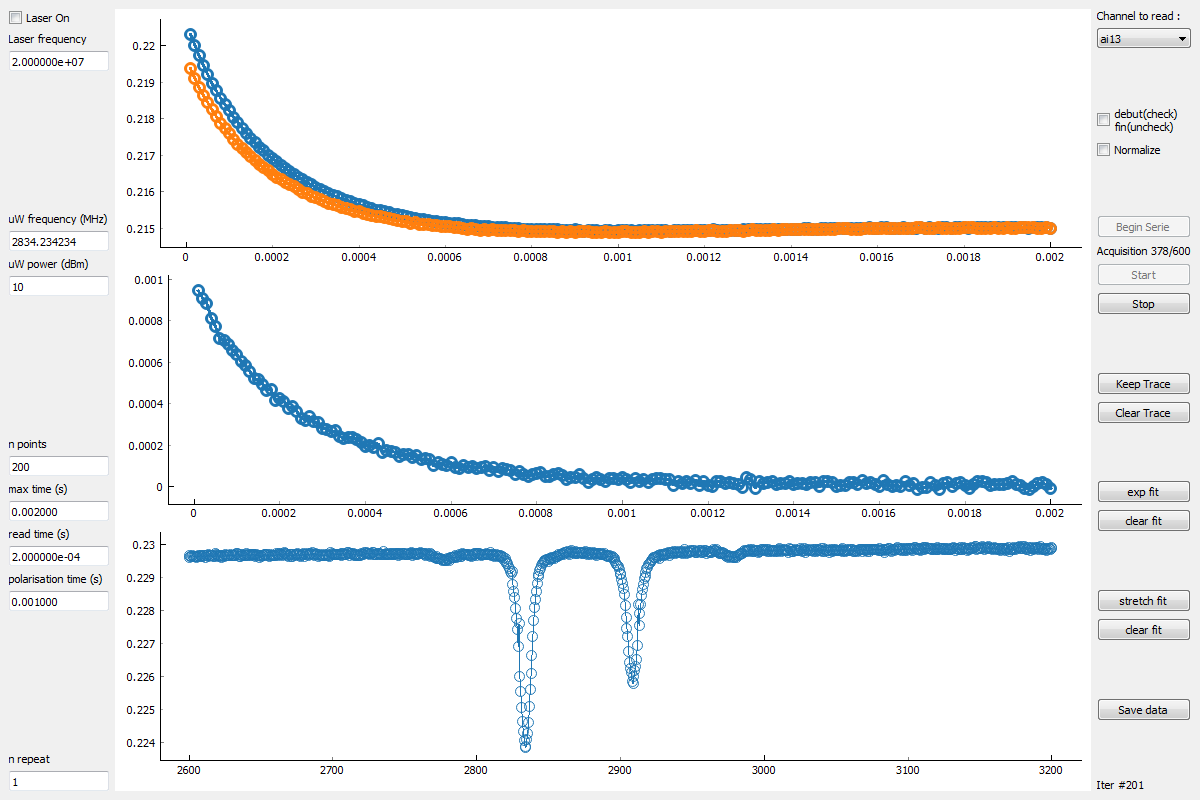 Laser On
Laser frequency
2.000000e+07
uW frequency (MHz)
2834.234234
uW power (dBm)
10
n points
200
max time (s)
0.002000
read time (s)
2.000000e-04
polarisation time (s)
0.001000
n repeat
1
0.22
0.219
0.218
0.217
0.216
0.215
0 0.0002 0.0004 0.0006 0.0008 0.001 0.0012 0.0014 0.0016 0.0018 0.002
0.001
0.0008
0.0006
0.0004
0.0002
0
0 0.0002 0.0004 0.0006 0.0008 0.001 0.0012 0.0014 0.0016 0.0018 0.002
0.23
0.229
0.228
0.227
0.226
0.225
0.224
2600 2700 2800 2900 3000 3100 3200
Channel to read :
ai13
debut(check)
fin(uncheck)
Normalize
Begin Serie
Acquisition 378/600
Start
Stop
Keep Trace
Clear Trace
exp fit
clear fit
stretch fit
clear fit
Save data
Iter #201